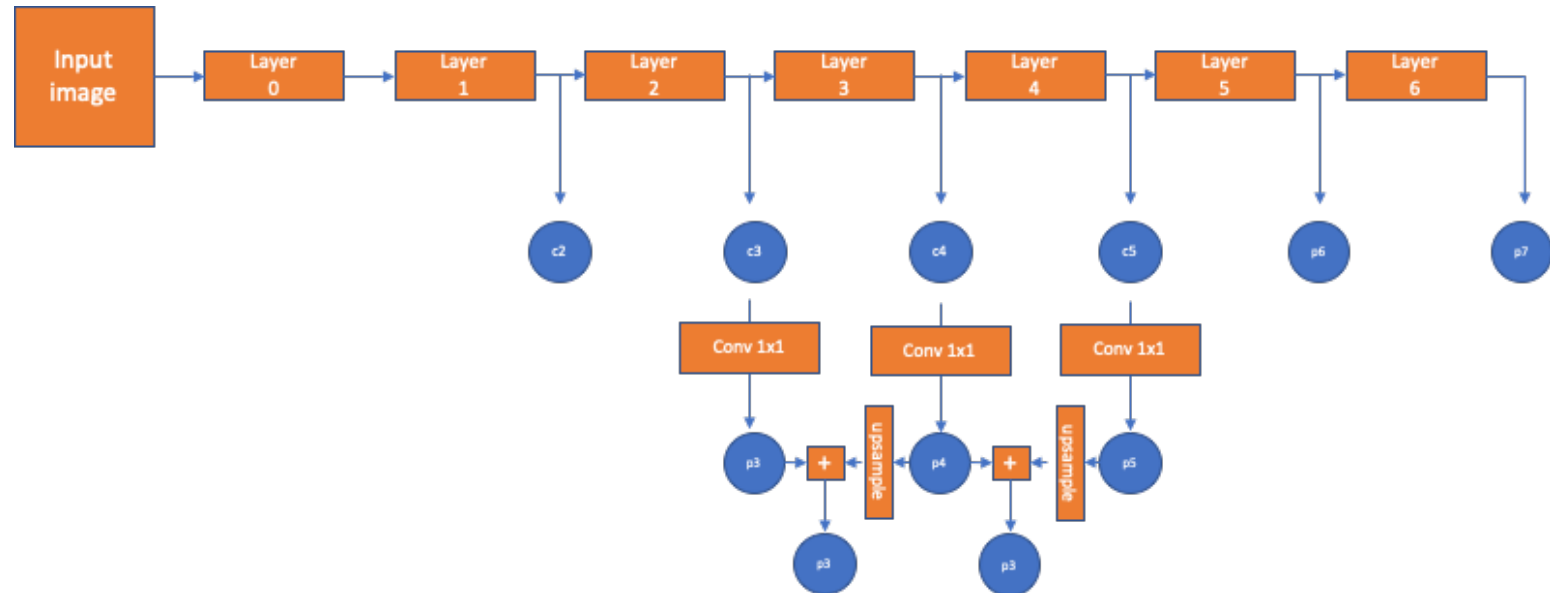 Input
image
Layer
0
Layer
1
Layer
2
Layer
3
Layer
4
Layer
5
Layer
6
c2
c3
c4
c5
p6
p7
Conv 1x1
Conv 1x1
Conv 1x1
p3
+
upsample
p4
+
upsample
p5
p3
p3